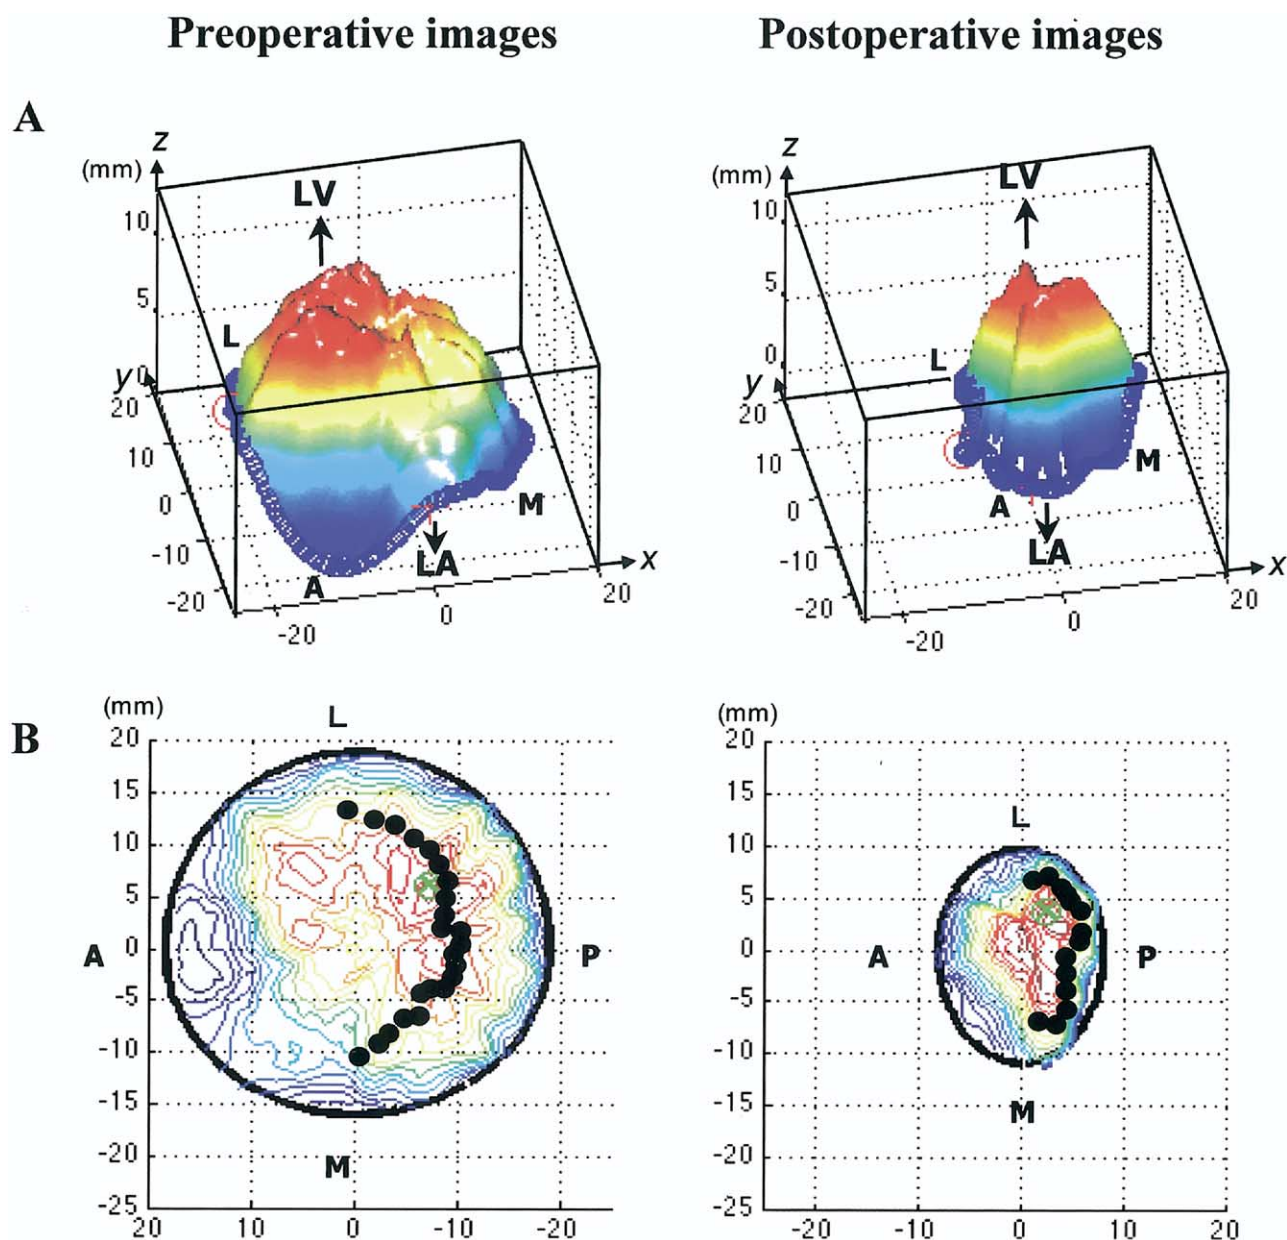 Preoperative images Postoperative images
A
z z
(mm) (mm)
LV LV
10 10
5 5
0 0
L L
y y
20 20
10 10
0 0
-10 -10
-20 -20
M M
A A
LA LA
x x
-20 0 20 -20 0 20
B
(mm) (mm)
L L
20 20
15 15
10 10
5 5
0 0
A P A P
-5 -5
-10 -10
-15 -15
M M
-20 -20
-25 -25
20 10 0 -10 -20 -20 -10 0 10 20